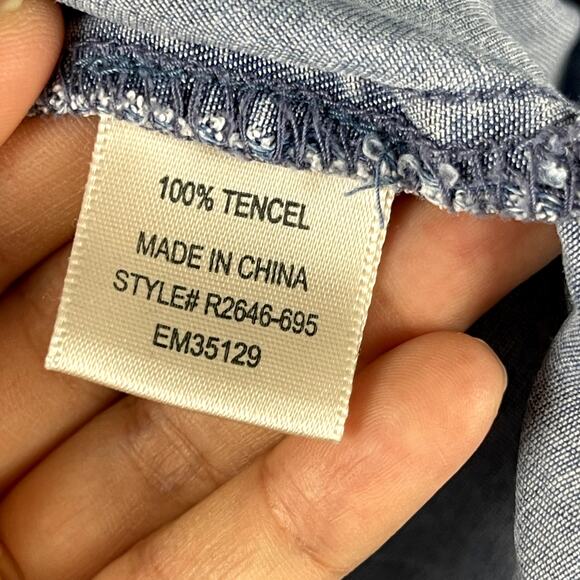 100% TENCEL
MADE IN CHINA
STYLE# R2646-695
EM35129